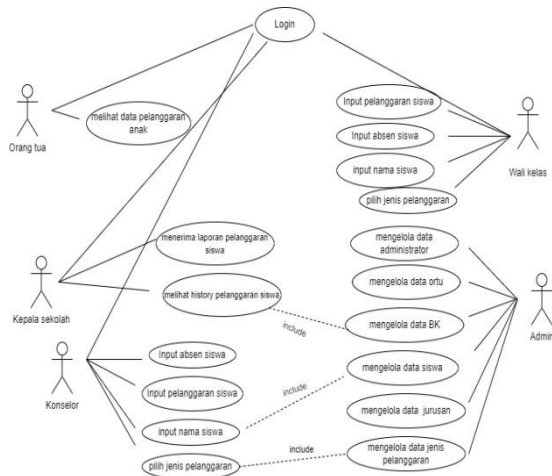 Login
melihat data pelanggaran
anak
Orang tua
Input pelanggaran siswa
Input absen siswa
input nama siswa
pilih jenis pelanggaran
Wali kelas
menerima laporan pelanggaran
siswa
melihat history pelanggaran siswa
Kepala sekolah
include
mengelola data
administrator
mengelola data ortu
mengelola data BK
mengelola data siswa
mengelola data jurusan
mengelola data jenis
pelanggaran
Admin
Input absen siswa
Input pelanggaran siswa
input nama siswa
pilih jenis pelanggaran
Konselor
include
include